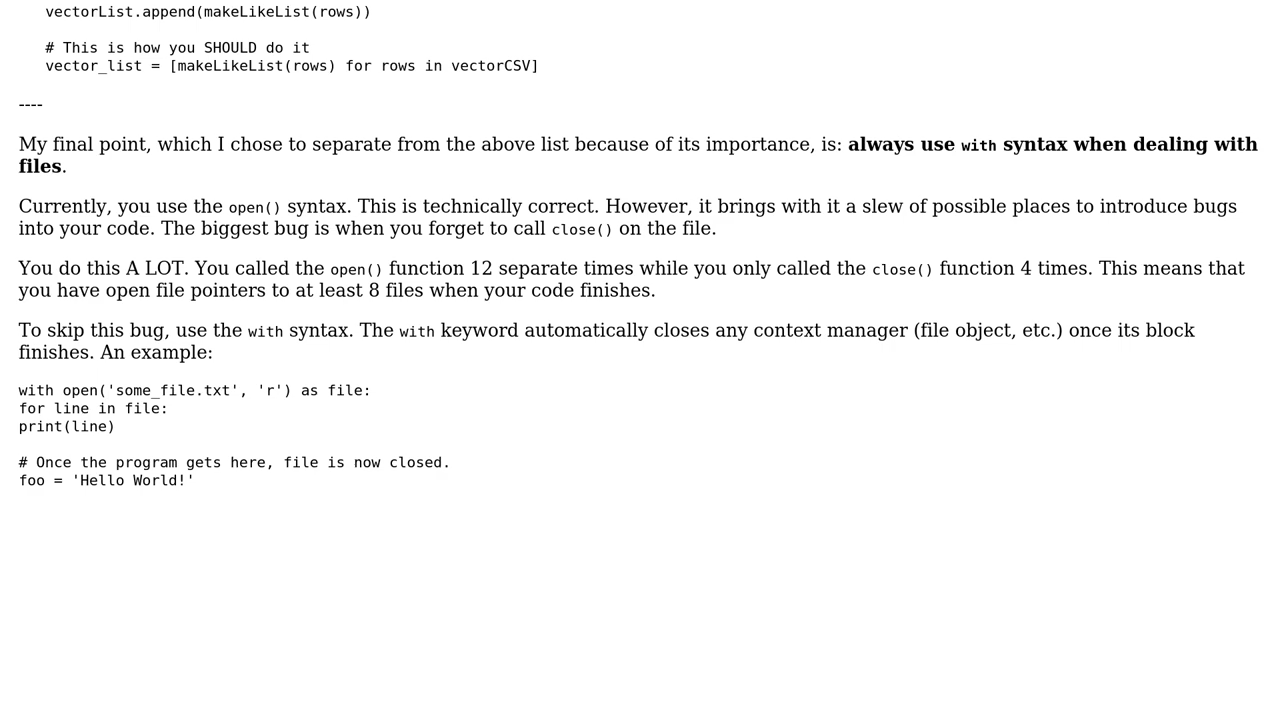 vectorList.append(makeLikeList(rows))
# This is how you SHOULD do it
vector_list = [makeLikeList(rows) for rows in vectorCSV]
----
My final point, which I chose to separate from the above list because of its importance, is: always use with syntax when dealing with
files.
Currently, you use the open() syntax. This is technically correct. However, it brings with it a slew of possible places to introduce bugs
into your code. The biggest bug is when you forget to call close() on the file.
You do this A LOT. You called the open() function 12 separate times while you only called the close() function 4 times. This means that
you have open file pointers to at least 8 files when your code finishes.
To skip this bug, use the with syntax. The with keyword automatically closes any context manager (file object, etc.) once its block
finishes. An example:
with open('some_file.txt', 'r') as file:
for line in file:
print(line)
# Once the program gets here, file is now closed.
foo = 'Hello World!'